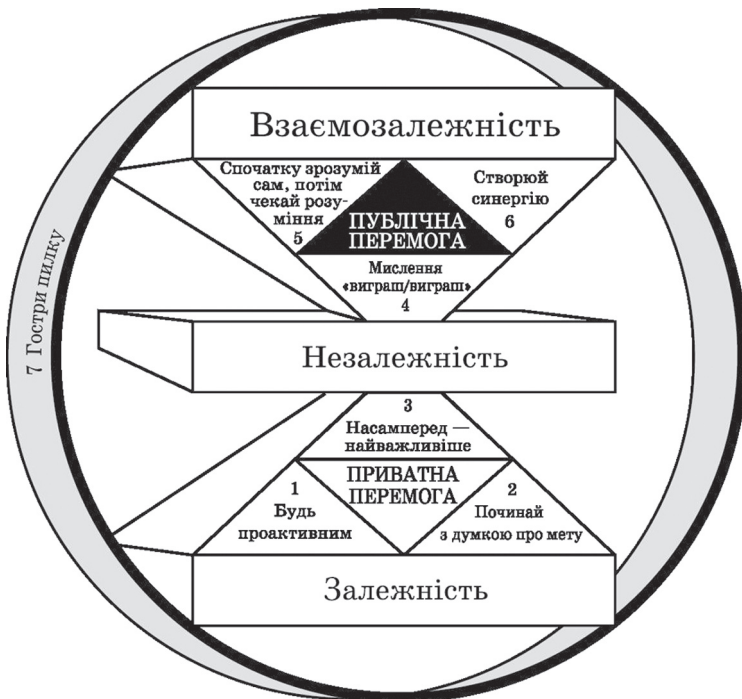 Взаємозалежність
Спочатку зрозумій
сам, потім
чекай розу-
міння
5
ПУБЛІЧНА
ПЕРЕМОГА
Створюй
синергію
6
Мислення
«виграш/виграш»
4
7 Гостри пилку
Незалежність
3
Насамперед —
найважливіше
ПРИВАТНА
ПЕРЕМОГА
1
Будь
проактивним
2
Починай
з думкою про мету
Залежність